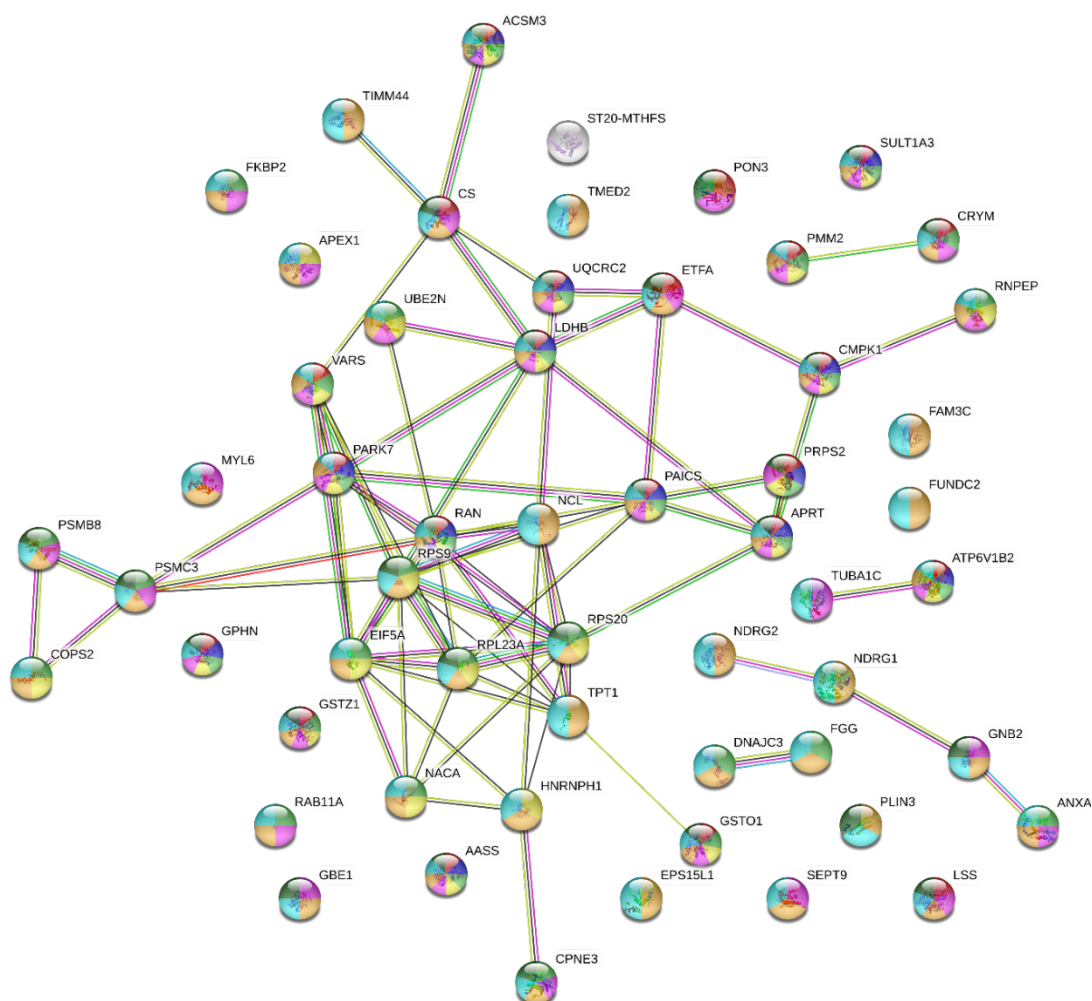 ACSM3
TIMM44
ST20-MTHFS
SULT1A3
FKBP2
PON3
TMED2
CS
CRYM
PMM2
APEX1
UQCRC2
ETFA
RNPEP
UBE2N
LDHB
CMPK1
VARS
FAM3C
PARK7
PRPS2
MYL6
PAICS
FUNDC2
NCL
RAN
APRT
PSMB8
RPS9
PSMC3
ATP6V1B2
TUBA1C
RPS20
GPHN
NDRG2
EIF5A
RPL23A
NDRG1
COPS2
TPT1
GSTZ1
FGG
DNAJC3
GNB2
NACA
HNRNPH1
RAB11A
PLIN3
ANXA
GSTO1
AASS
GBE1
EPS15L1
SEPT9
LSS
CPNE3